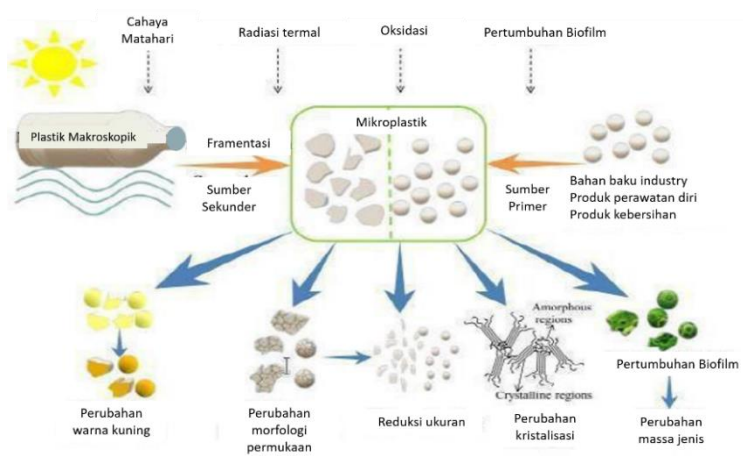 Cahaya
Matahari
Radiasi termal
Oksidasi
Pertumbuhan Biofilm
Plastik Makroskopik
Framentasi
Sumber
Sekunder
Mikroplastik
Sumber
Primer
Bahan baku industry
Produk perawatan diri
Produk kebersihan
Amorphous
regions
Crystalline regions
Perubahan
warna kuning
Perubahan
morfologi
permukaan
Reduksi ukuran
Perubahan
kristalisasi
Pertumbuhan Biofilm
Perubahan
massa jenis